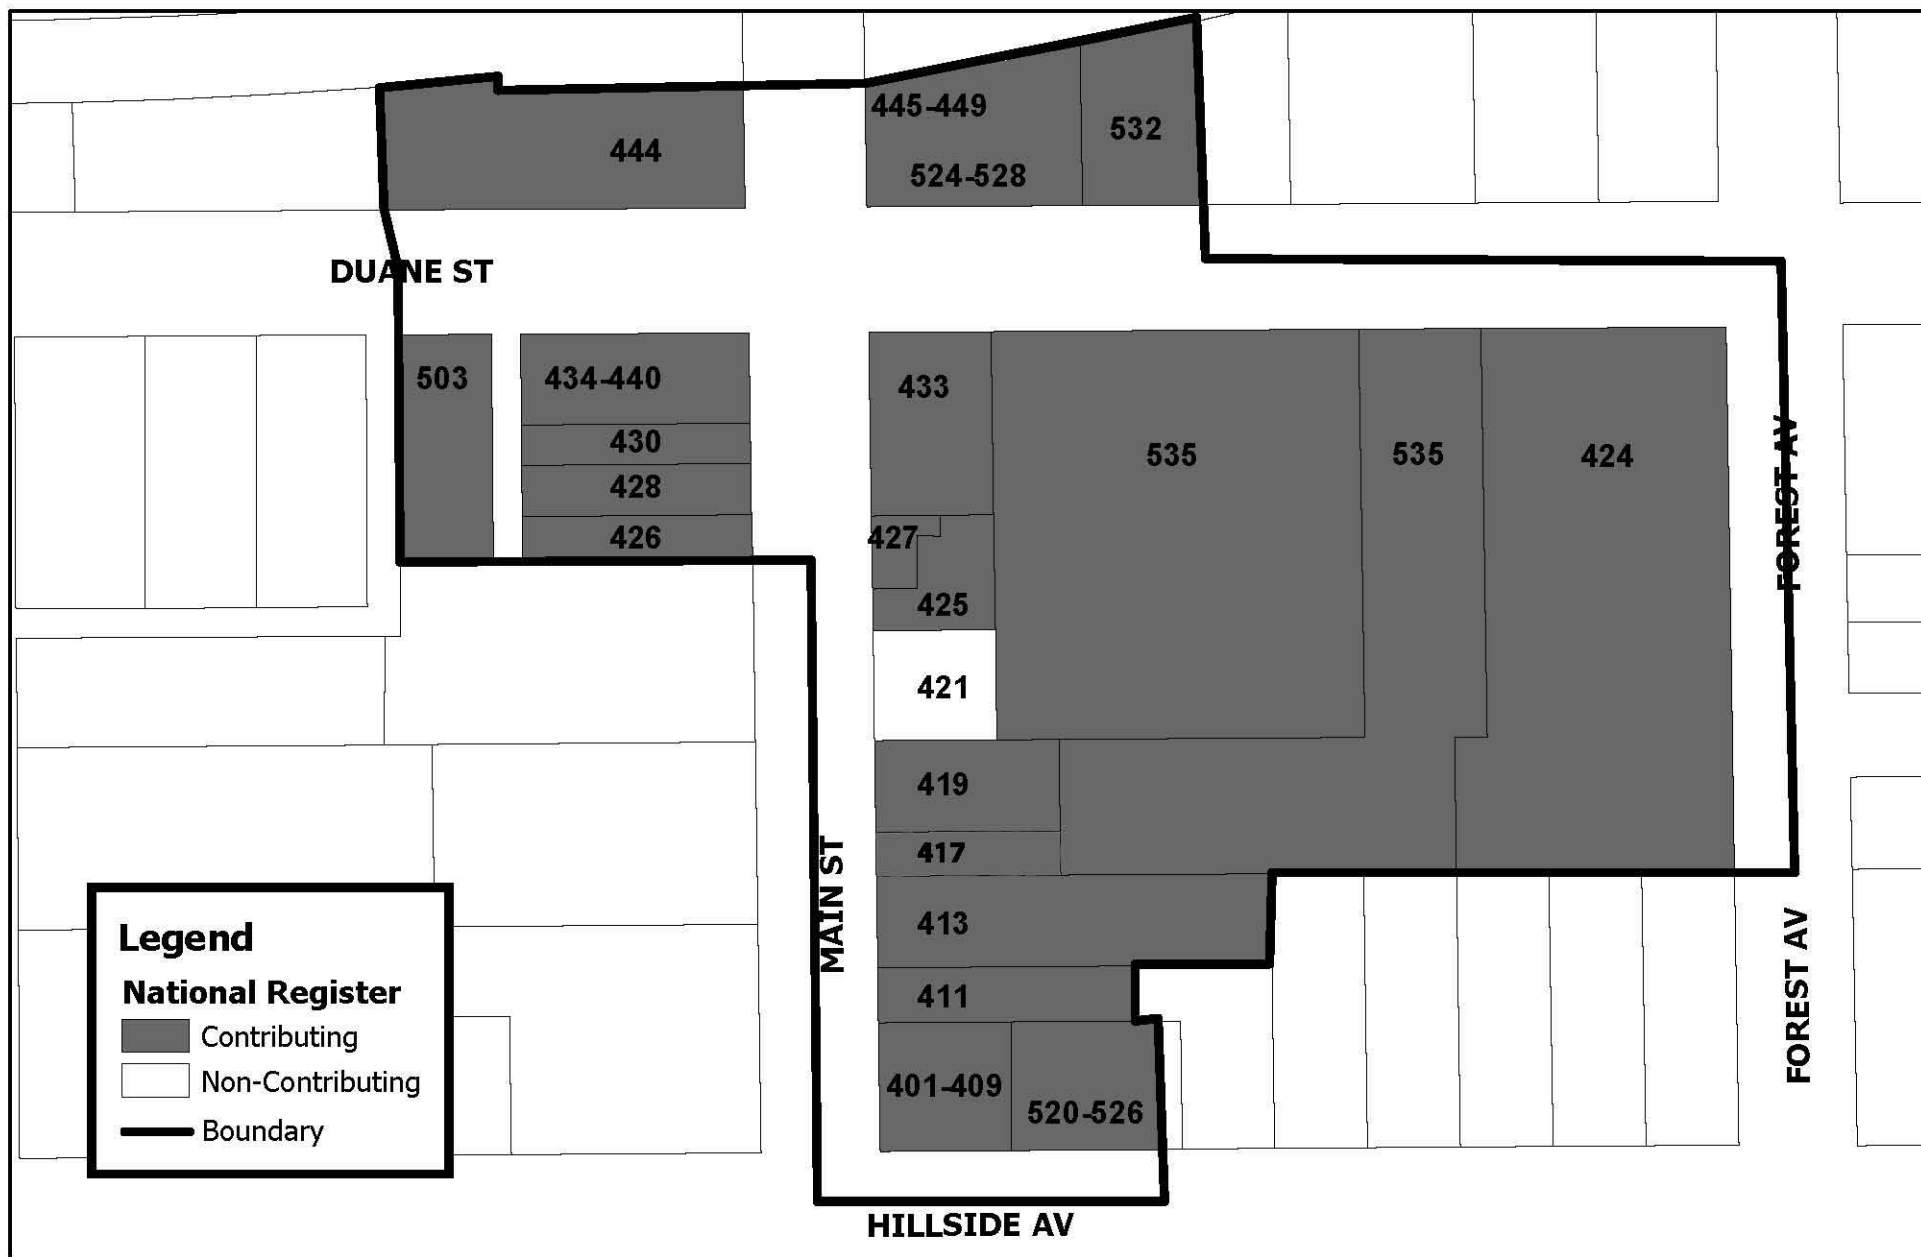 445-449
532
444
524-528
DUANE ST
503
434-440
433
430
535
535
424
428
427
426
425
FOREST AV
421
419
417
MAIN ST
413
411
401-409
520-526
FOREST AV
HILLSIDE AV
Legend
National Register
Contributing
Non-Contributing
Boundary